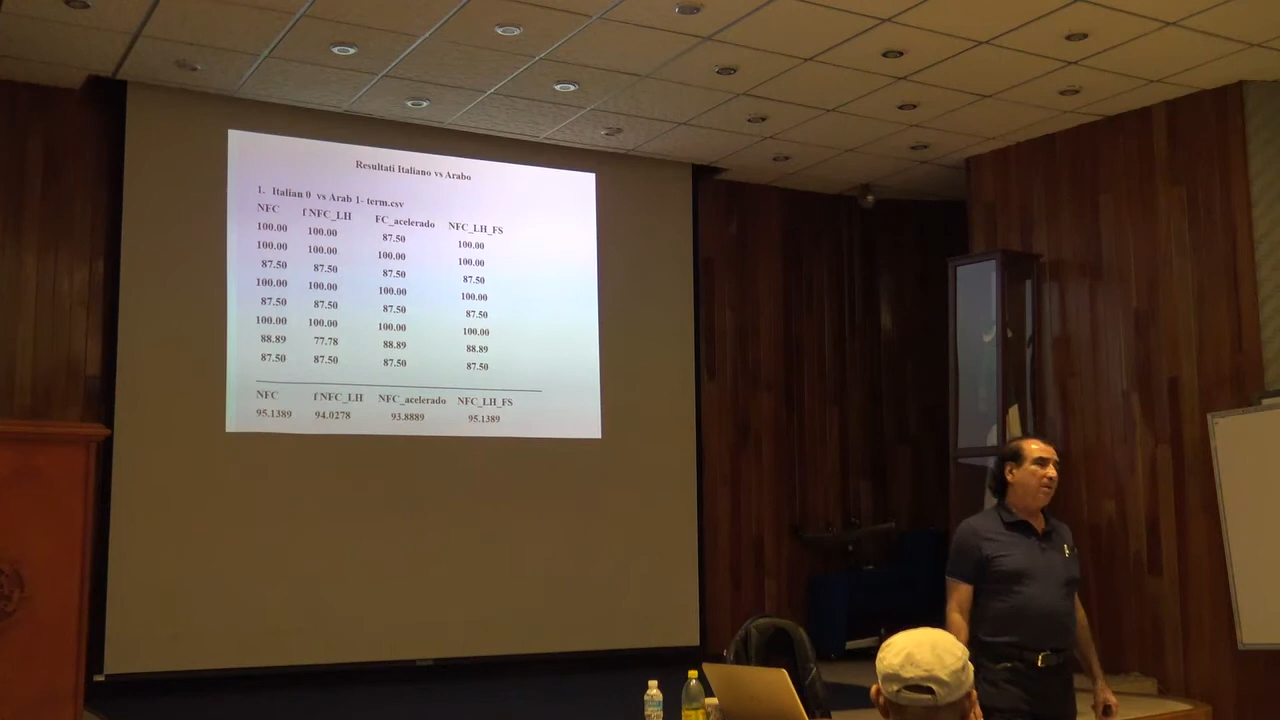 Resultati Italiano vs Arabo
1. Italian 0 vs Arab 1- term.csv
NFC f NFC_LH FC_acelerado NFC_LH_FS
100.00 100.00 87.50 100.00
100.00 100.00 100.00 100.00
87.50 87.50 87.50 87.50
100.00 100.00 100.00 100.00
87.50 87.50 87.50 87.50
100.00 100.00 100.00 100.00
88.89 77.78 88.89 88.89
87.50 87.50 87.50 87.50
NFC f NFC_LH NFC_acelerado NFC_LH_FS
95.1389 94.0278 93.8889 95.1389